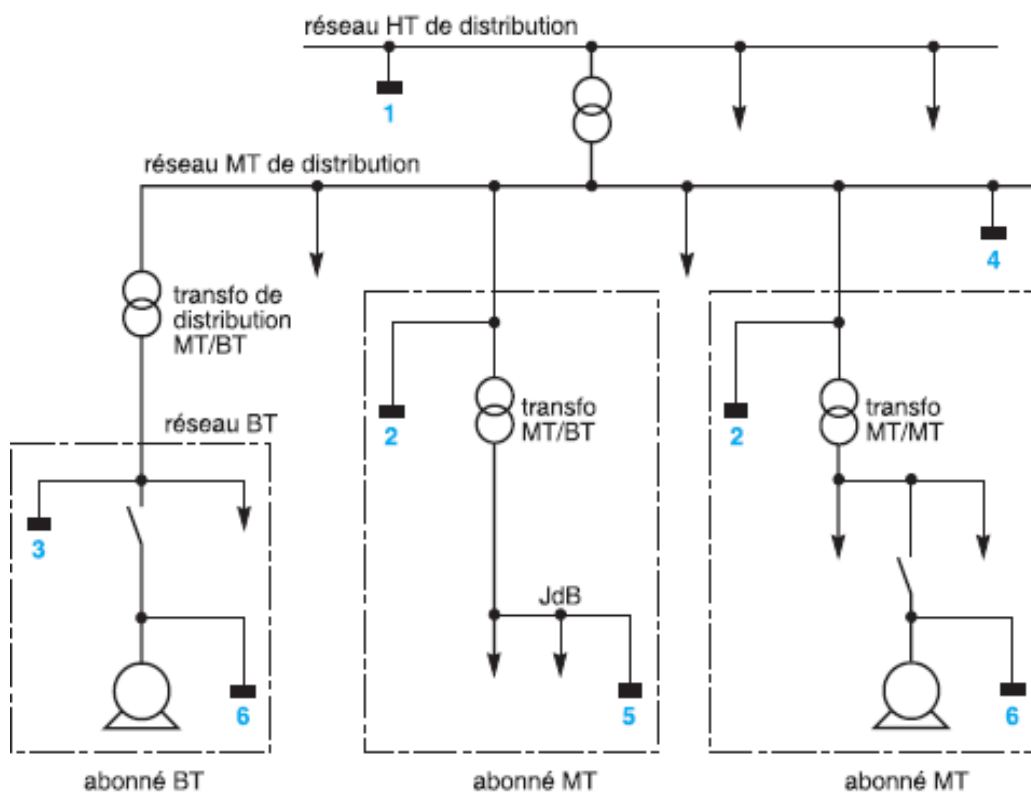 réseau HT de distribution
1
réseau MT de distribution
4
transfo de
distribution
MT/BT
2
transfo
MT/BT
2
transfo
MT/MT
réseau BT
3
JdB
6
5
6
abonné BT
abonné MT
abonné MT